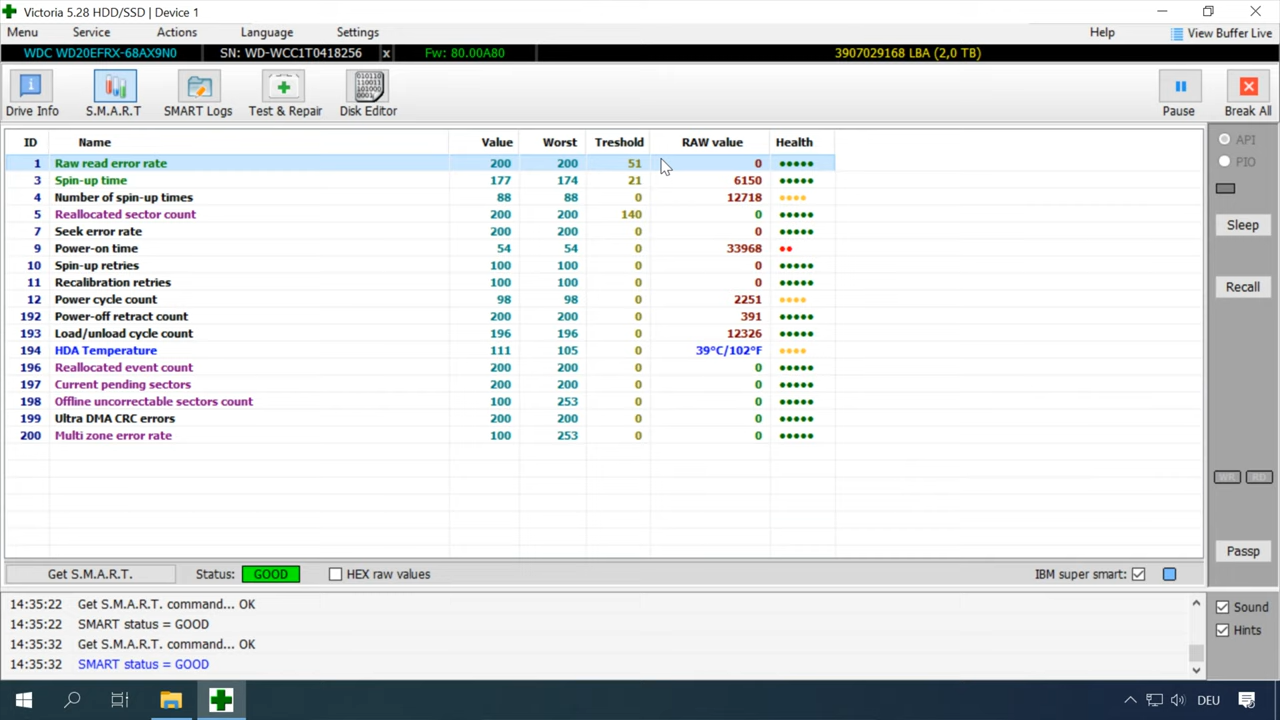 Victoria 5.28 HDD/SSD | Device 1
Menu Service Actions Language Settings Help View Buffer Live
WDC WD20EFRX-68AX9N0 SN: WD-WCC1T0418256 x Fw: 80.00A80 3907029168 LBA (2,0 TB)
Drive Info S.M.A.R.T SMART Logs Test & Repair Disk Editor Pause Break All
ID Name Value Worst Treshold RAW value Health
1 Raw read error rate 200 200 51 0
3 Spin-up time 177 174 21 6150
4 Number of spin-up times 88 88 0 12718
5 Reallocated sector count 200 200 140 0
7 Seek error rate 200 200 0 0
9 Power-on time 54 54 0 33968
10 Spin-up retries 100 100 0 0
11 Recalibration retries 100 100 0 0
12 Power cycle count 98 98 0 2251
192 Power-off retract count 200 200 0 391
193 Load/unload cycle count 196 196 0 12326
194 HDA Temperature 111 105 0 39°C/102°F
196 Reallocated event count 200 200 0 0
197 Current pending sectors 200 200 0 0
198 Offline uncorrectable sectors count 100 253 0 0
199 Ultra DMA CRC errors 200 200 0 0
200 Multi zone error rate 100 253 0 0
API
PIO
Sleep
Recall
WR RD
Passp
Get S.M.A.R.T. Status: GOOD HEX raw values IBM super smart:
14:35:22 Get S.M.A.R.T. command... OK
14:35:22 SMART status = GOOD
14:35:32 Get S.M.A.R.T. command... OK
14:35:32 SMART status = GOOD
Sound
Hints
DEU